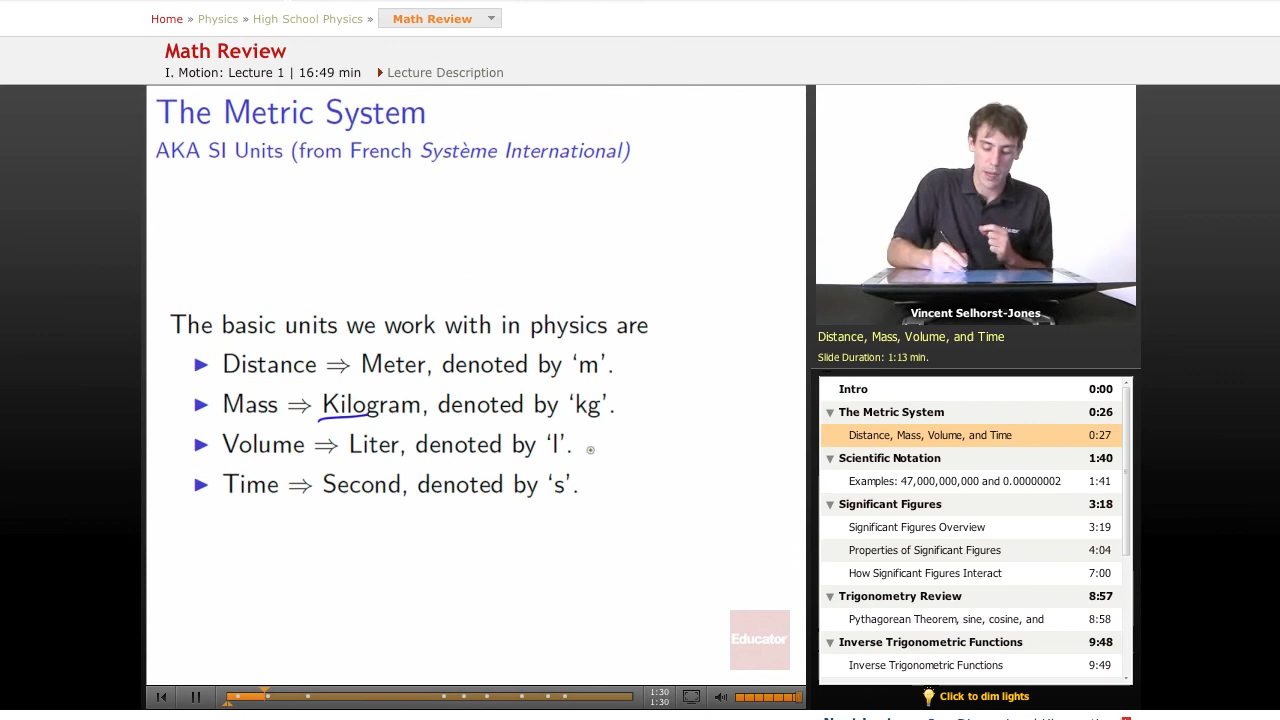 Home » Physics » High School Physics » Math Review
Math Review
I. Motion: Lecture 1 | 16:49 min Lecture Description
The Metric System
AKA SI Units (from French Système International)
The basic units we work with in physics are
Distance ⇒ Meter, denoted by ‘m’.
Mass ⇒ Kilogram, denoted by ‘kg’.
Volume ⇒ Liter, denoted by ‘l’.
Time ⇒ Second, denoted by ‘s’.
Educator
1:30
1:30
Vincent Selhorst-Jones
Distance, Mass, Volume, and Time
Slide Duration: 1:13 min.
Intro 0:00
The Metric System 0:26
Distance, Mass, Volume, and Time 0:27
Scientific Notation 1:40
Examples: 47,000,000,000 and 0.00000002 1:41
Significant Figures 3:18
Significant Figures Overview 3:19
Properties of Significant Figures 4:04
How Significant Figures Interact 7:00
Trigonometry Review 8:57
Pythagorean Theorem, sine, cosine, and 8:58
Inverse Trigonometric Functions 9:48
Inverse Trigonometric Functions 9:49
Click to dim lights